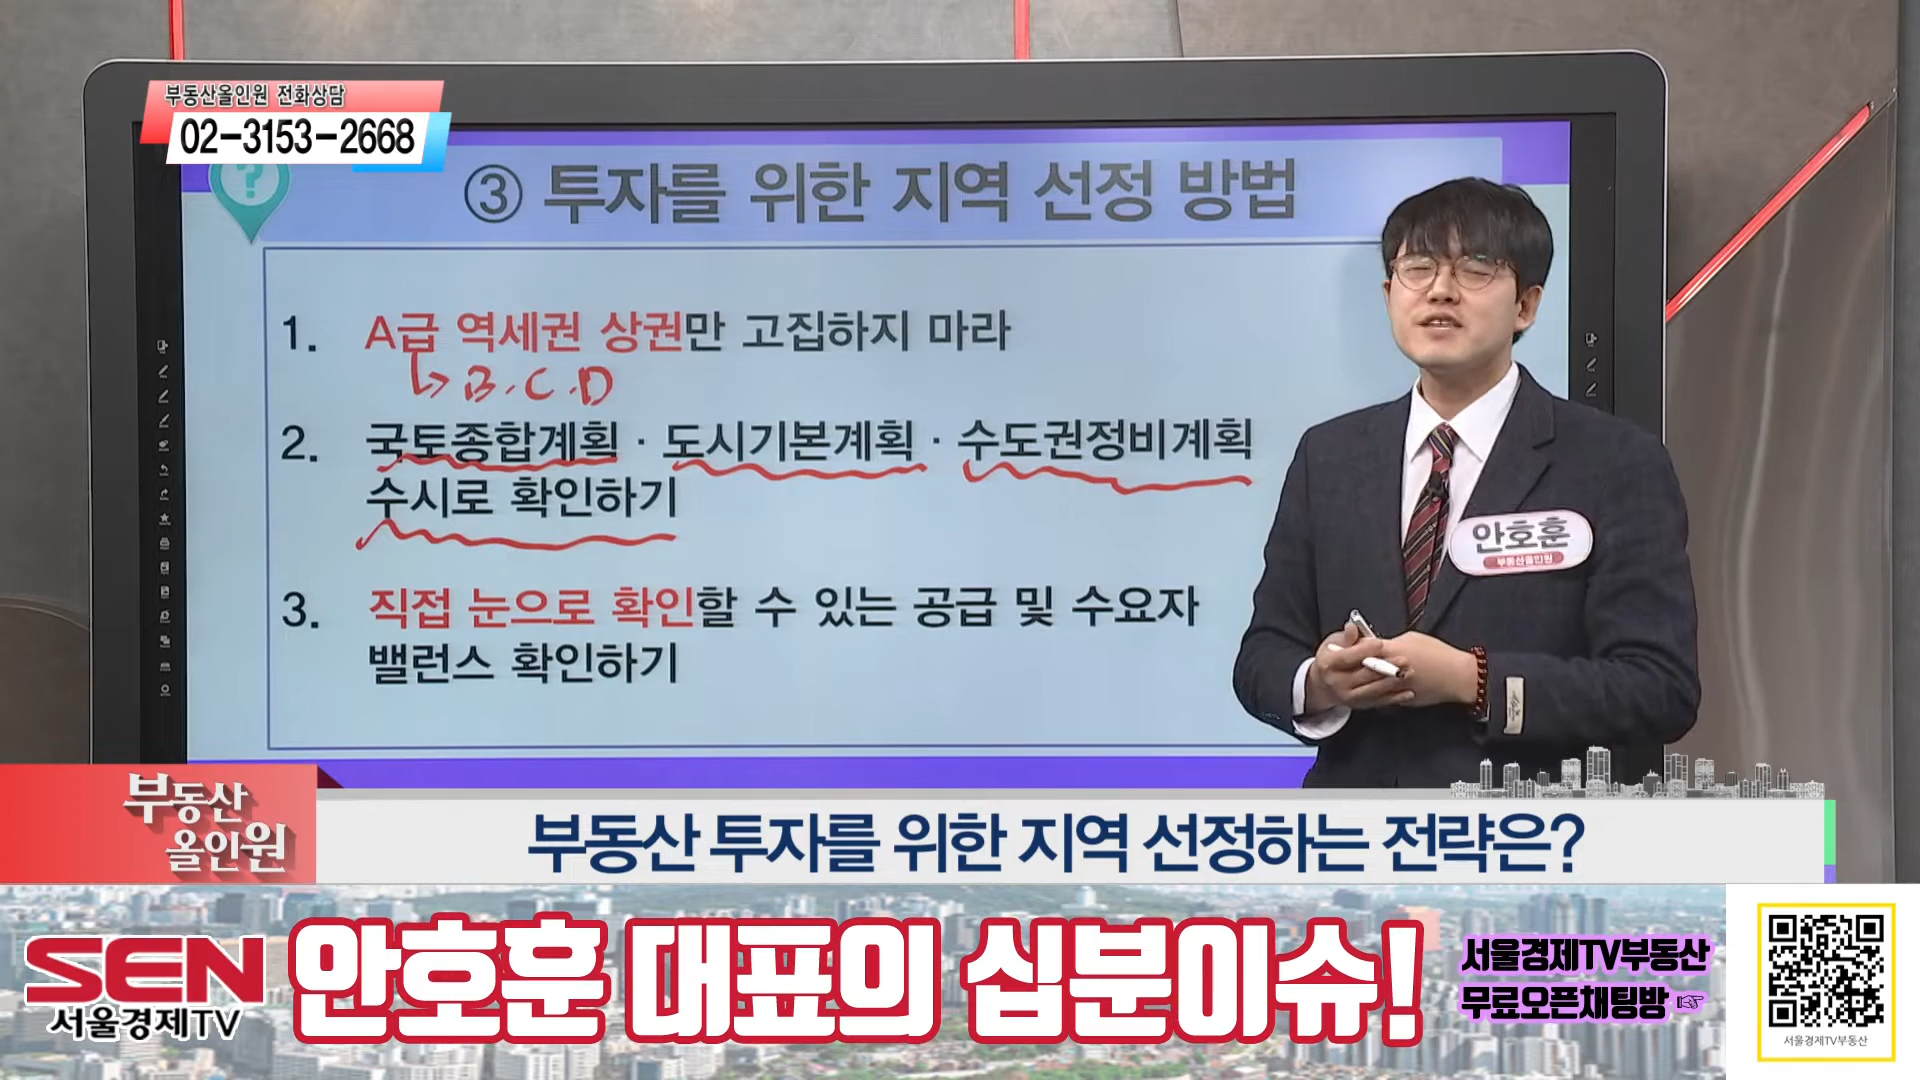 부동산올인원 전화상담
02-3153-2668
?
③ 투자를 위한 지역 선정 방법
1. A급 역세권 상권만 고집하지 마라
B.C.D
2. 국토종합계획 · 도시기본계획 · 수도권정비계획
수시로 확인하기
3. 직접 눈으로 확인할 수 있는 공급 및 수요자
밸런스 확인하기
안호훈
부동산올인원
부동산
올인원
부동산 투자를 위한 지역 선정하는 전략은?
SEN
서울경제TV
안호훈 대표의 십분이슈!
서울경제TV부동산
무료오픈채팅방 ☞
서울경제TV부동산